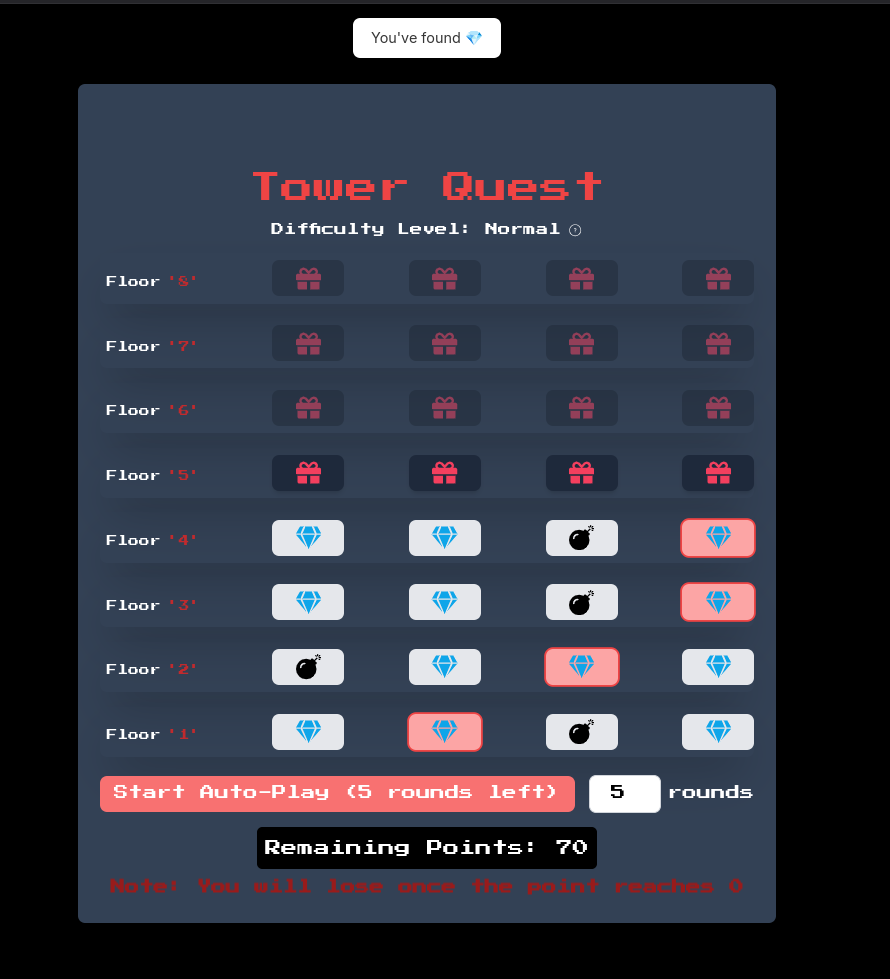 You've found 💎
Tower Quest
Difficulty Level: Normal ?
Floor '8'
Floor '7'
Floor '6'
Floor '5'
Floor '4'
Floor '3'
Floor '2'
Floor '1'
Start Auto-Play (5 rounds left) 5 rounds
Remaining Points: 70
Note! You will lose once the point reaches 0